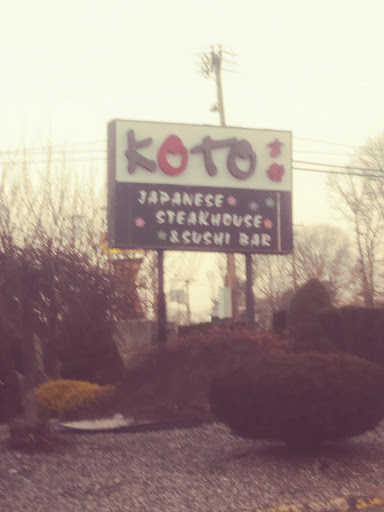 KOTO
JAPANESE
STEAKHOUSE
& SUSHI BAR